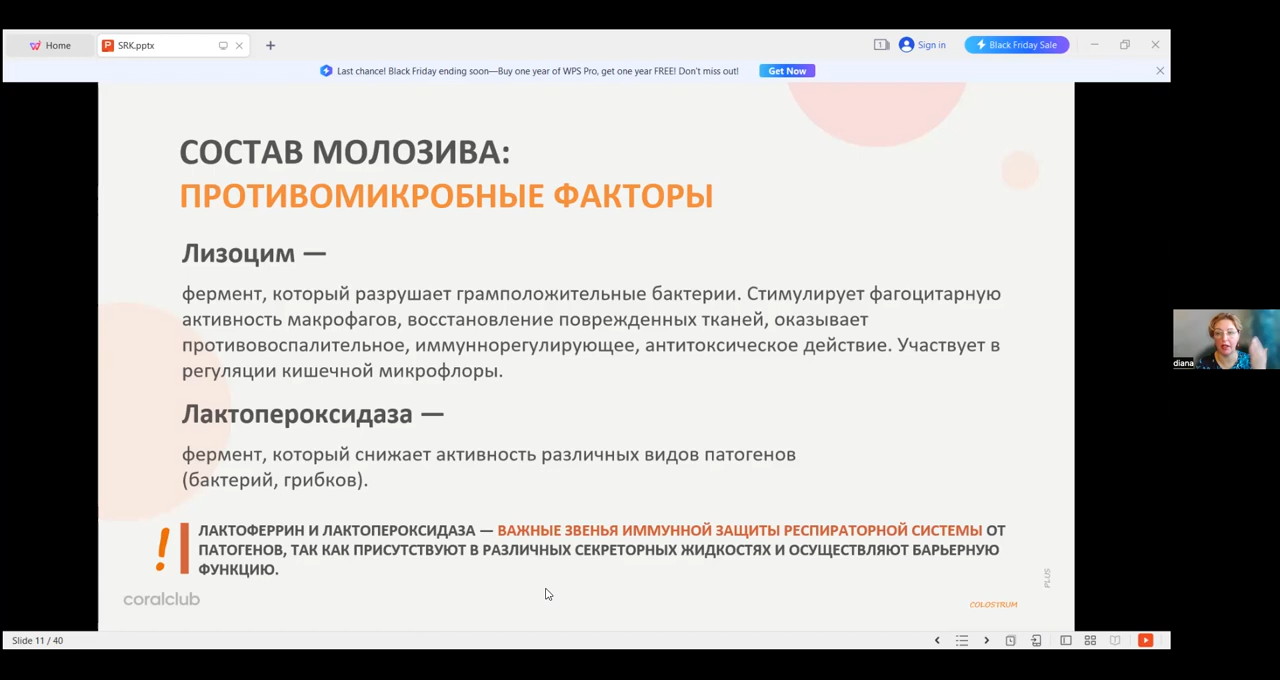 Home
SRK.pptx
1
Sign in
Black Friday Sale
Last chance! Black Friday ending soon—Buy one year of WPS Pro, get one year FREE! Don't miss out!
Get Now
СОСТАВ МОЛОЗИВА:
ПРОТИВОМИКРОБНЫЕ ФАКТОРЫ
Лизоцим —
фермент, который разрушает грамположительные бактерии. Стимулирует фагоцитарную
активность макрофагов, восстановление поврежденных тканей, оказывает
противовоспалительное, иммуннорегулирующее, антитоксическое действие. Участвует в
регуляции кишечной микрофлоры.
Лактопероксидаза —
фермент, который снижает активность различных видов патогенов
(бактерий, грибков).
! ЛАКТОФЕРРИН И ЛАКТОПЕРОКСИДАЗА — ВАЖНЫЕ ЗВЕНЬЯ ИММУННОЙ ЗАЩИТЫ РЕСПИРАТОРНОЙ СИСТЕМЫ ОТ
ПАТОГЕНОВ, ТАК КАК ПРИСУТСТВУЮТ В РАЗЛИЧНЫХ СЕКРЕТОРНЫХ ЖИДКОСТЯХ И ОСУЩЕСТВЛЯЮТ БАРЬЕРНУЮ
ФУНКЦИЮ.
coralclub
COLOSTRUM
PLUS
diana
Slide 11 / 40